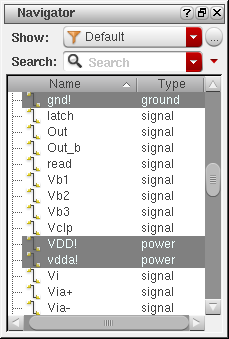 Navigator
Show: Default ...
Search: Search
Name Type
gnd! ground
latch signal
Out signal
Out_b signal
read signal
Vb1 signal
Vb2 signal
Vb3 signal
Vclp signal
VDD! power
vdda! power
Vi signal
Via+ signal
Via- signal